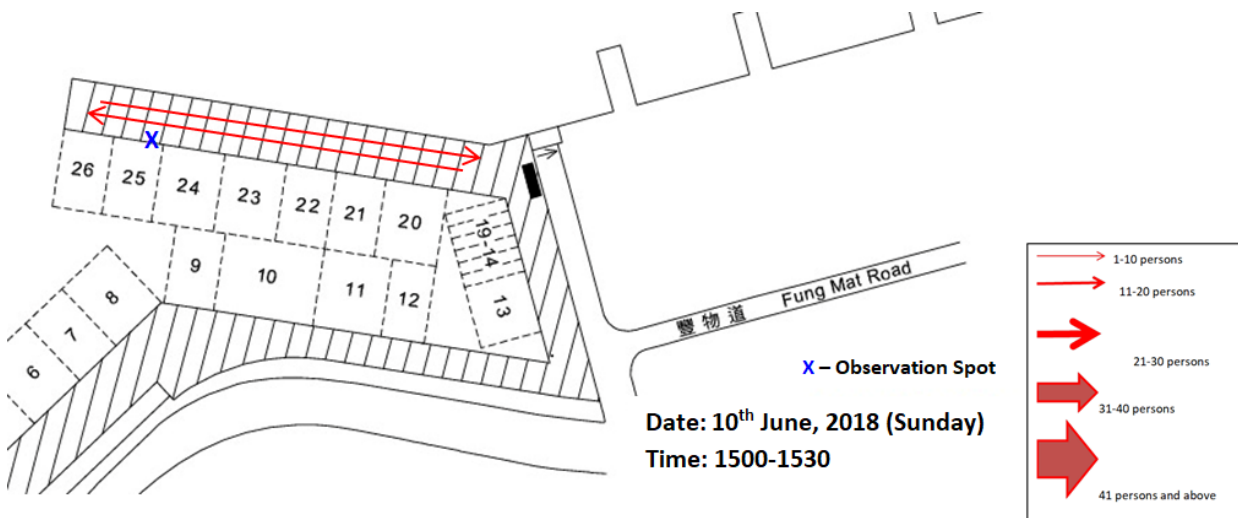 26
25
24
23
22
21
20
19-14
13
9
10
11
12
8
7
6
X
豐物道 Fung Mat Road
X – Observation Spot
Date: 10th June, 2018 (Sunday)
Time: 1500-1530
1-10 persons
11-20 persons
21-30 persons
31-40 persons
41 persons and above